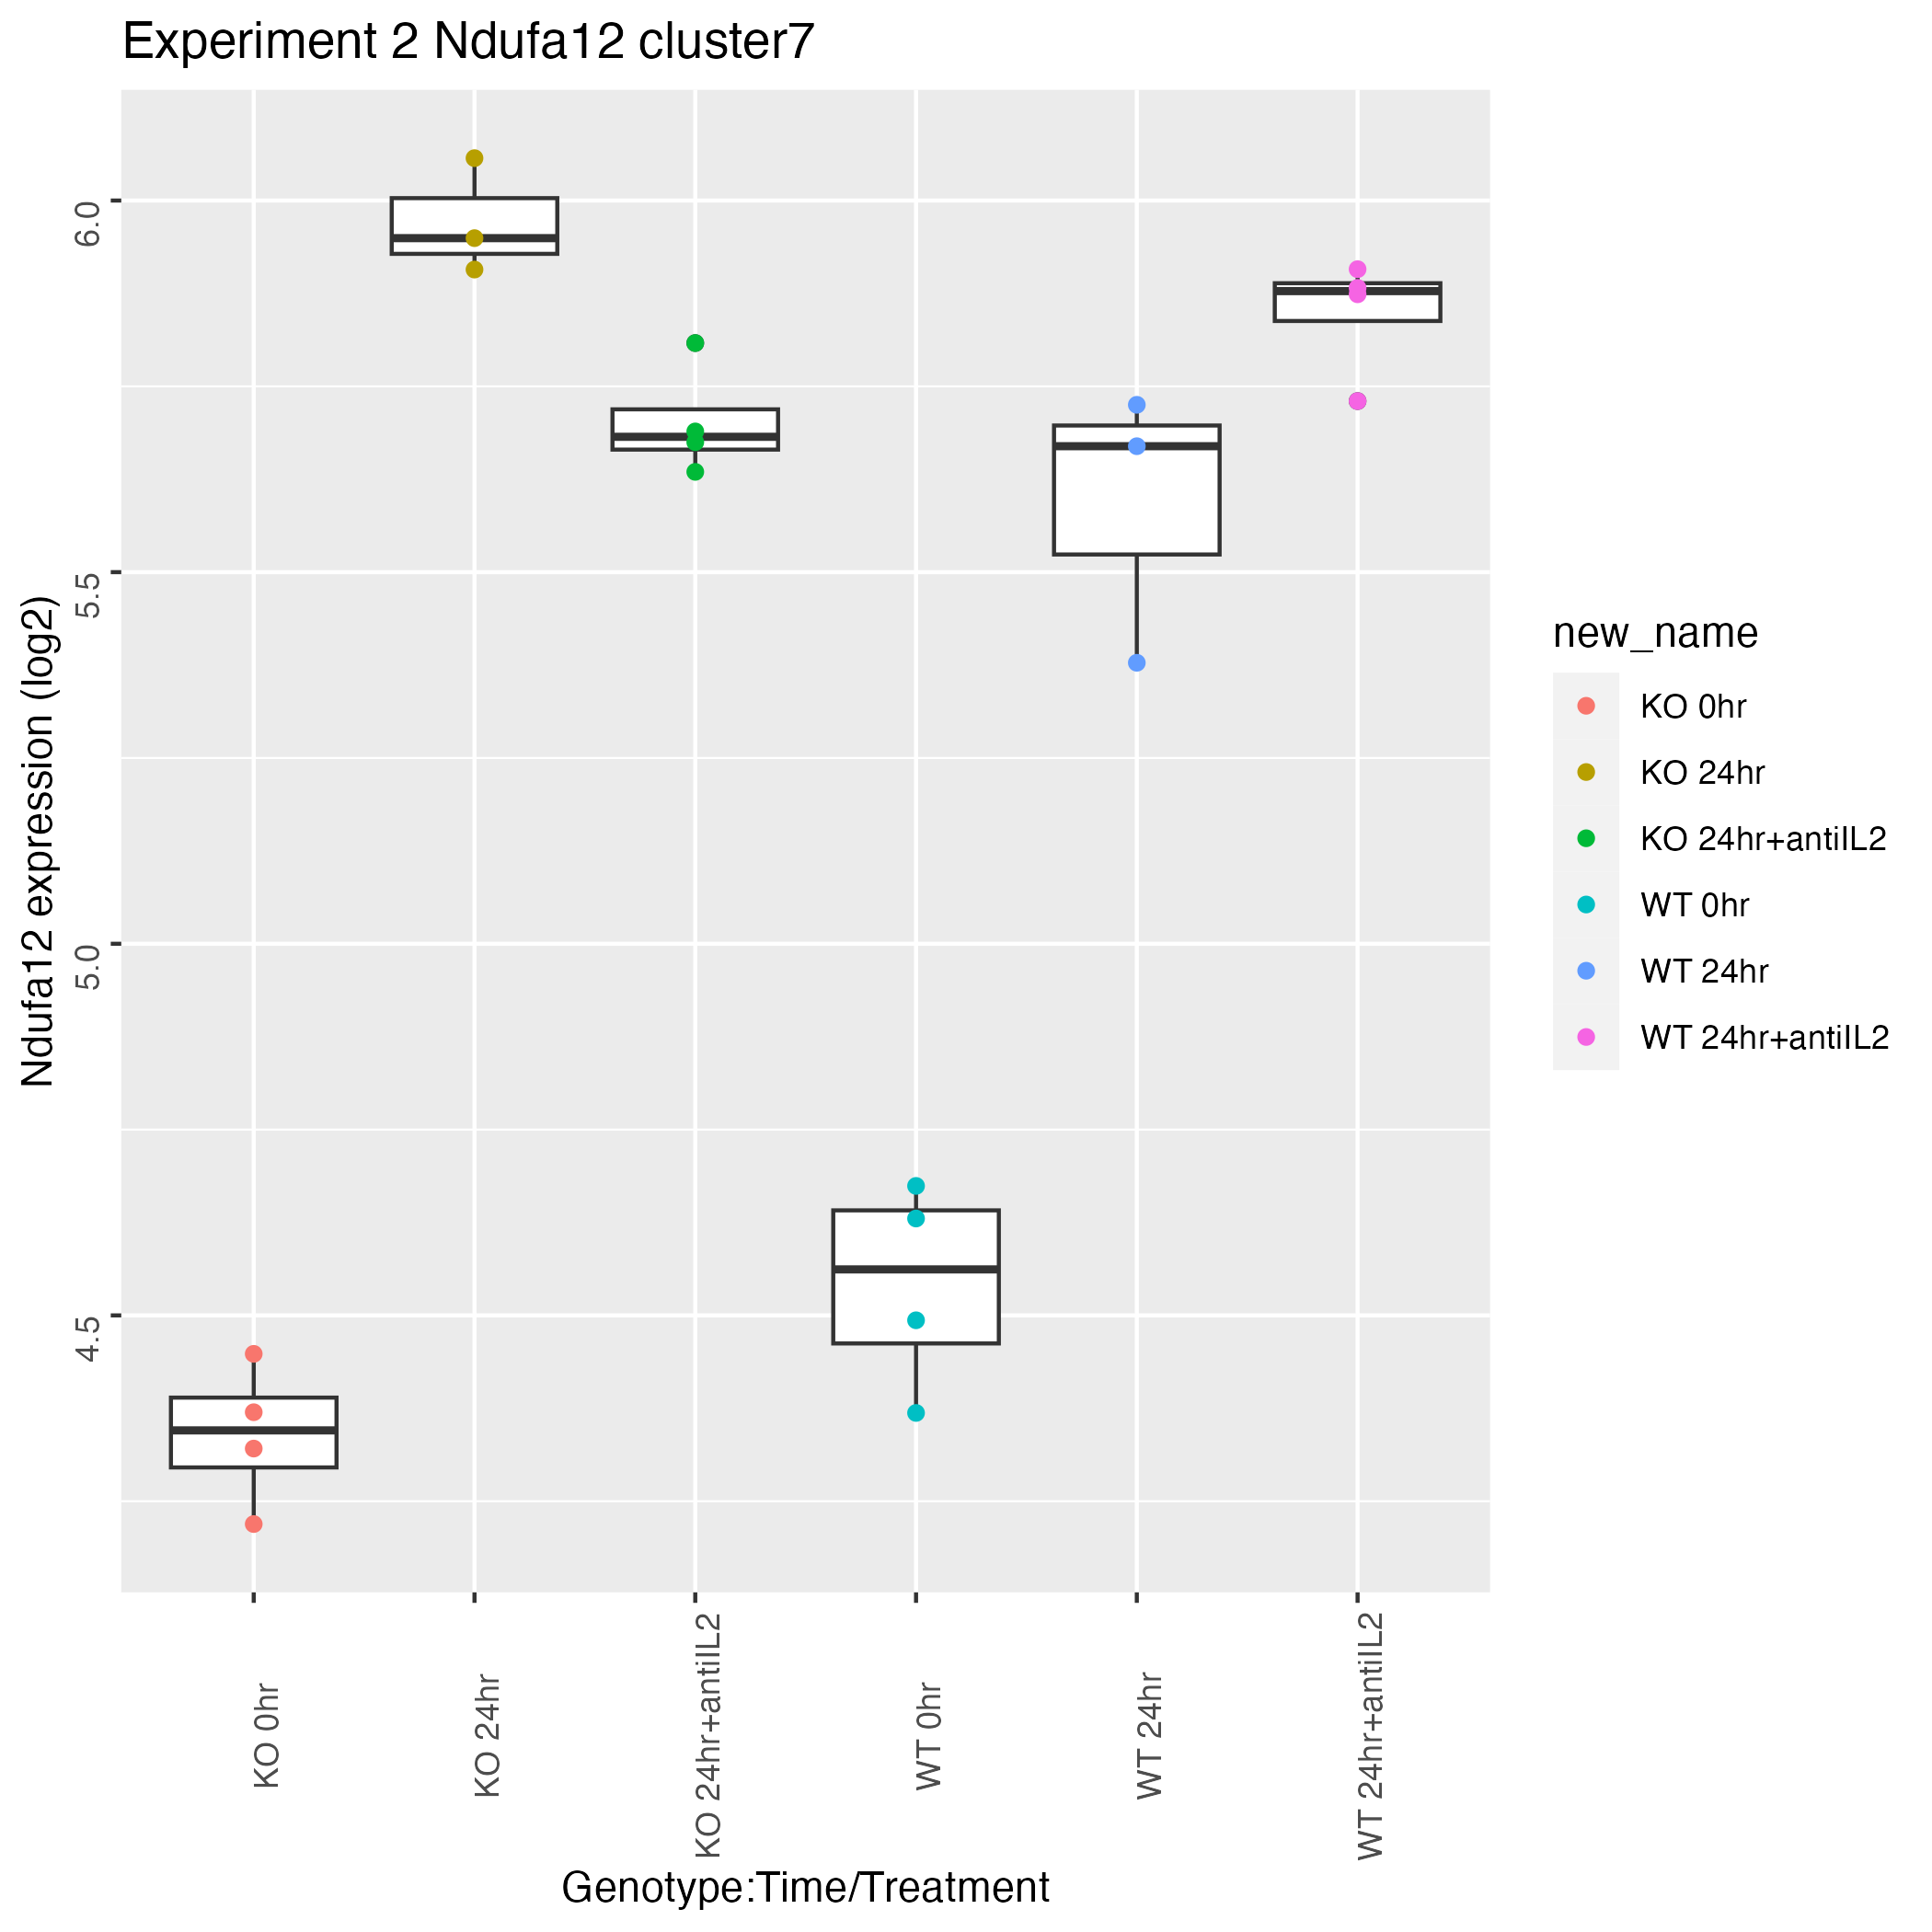 Experiment 2 Ndufa12 cluster7
Ndufa12 expression (log2)
6.0
5.5
5.0
4.5
KO 0hr
KO 24hr
KO 24hr+antiIL2
WT 0hr
WT 24hr
WT 24hr+antiIL2
Genotype:Time/Treatment
new_name
KO 0hr
KO 24hr
KO 24hr+antiIL2
WT 0hr
WT 24hr
WT 24hr+antiIL2